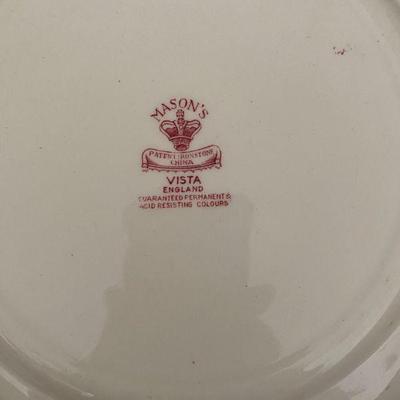 MASON'S
PATENT IRONSTONE
CHINA
VISTA
ENGLAND
GUARANTEED PERMANENT &
ACID RESISTING COLOURS